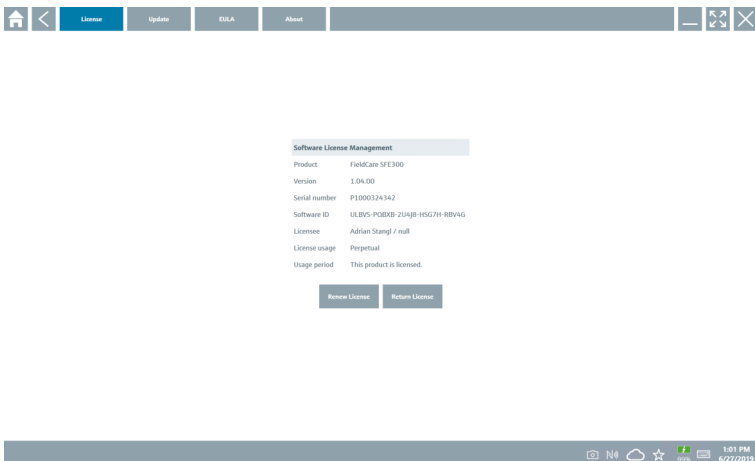 License Update EULA About
Software License Management
Product FieldCare SFE300
Version 1.04.00
Serial number P1000324342
Software ID ULBVS-PQBXB-2U4J8-HSG7H-RBV4G
Licensee Adrian Stangl / null
License usage Perpetual
Usage period This product is licensed.
Renew License Return License
1:01 PM
99% 6/27/2019